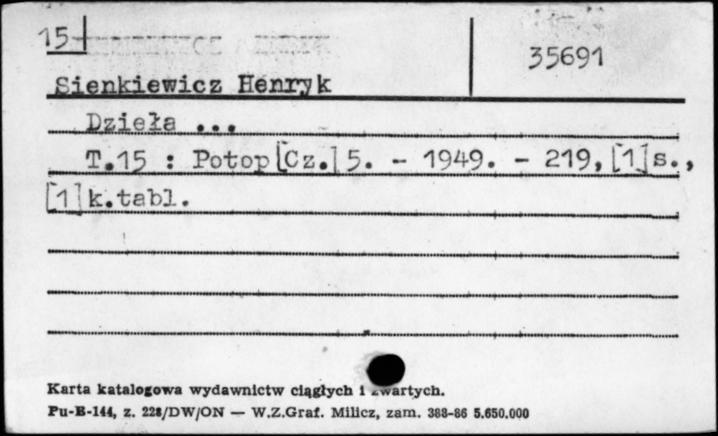 15
35691
Sienkiewicz Henryk
Dzieła ...
T.15 : Potop [Cz.] 5. - 1949. - 219, [1] s.,
[1] k.tabl.
Karta katalogowa wydawnictw ciągłych i zwartych.
Pu-B-144, z. 228/DW/ON — W.Z.Graf. Milicz, zam. 388-86 5.650.000